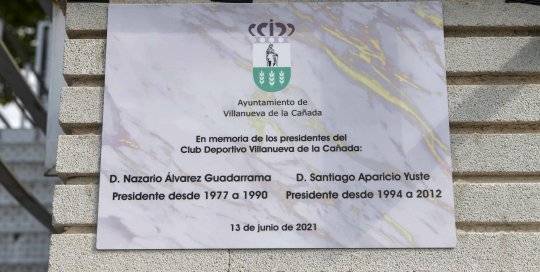 Ayuntamiento de
Villanueva de la Cañada
En memoria de los presidentes del
Club Deportivo Villanueva de la Cañada:
D. Nazario Álvarez Guadarrama D. Santiago Aparicio Yuste
Presidente desde 1977 a 1990 Presidente desde 1994 a 2012
13 de junio de 2021